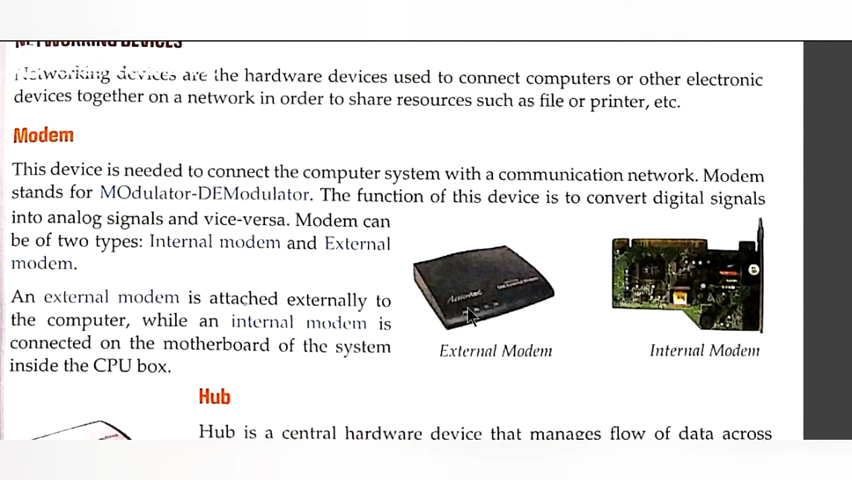 NETWORKING DEVICES
Networking devices are the hardware devices used to connect computers or other electronic
devices together on a network in order to share resources such as file or printer, etc.
Modem
This device is needed to connect the computer system with a communication network. Modem
stands for MOdulator-DEModulator. The function of this device is to convert digital signals
into analog signals and vice-versa. Modem can
be of two types: Internal modem and External
modem.
An external modem is attached externally to
the computer, while an internal modem is
connected on the motherboard of the system
inside the CPU box.
Actiontec
External Modem
Internal Modem
Hub
Hub is a central hardware device that manages flow of data across